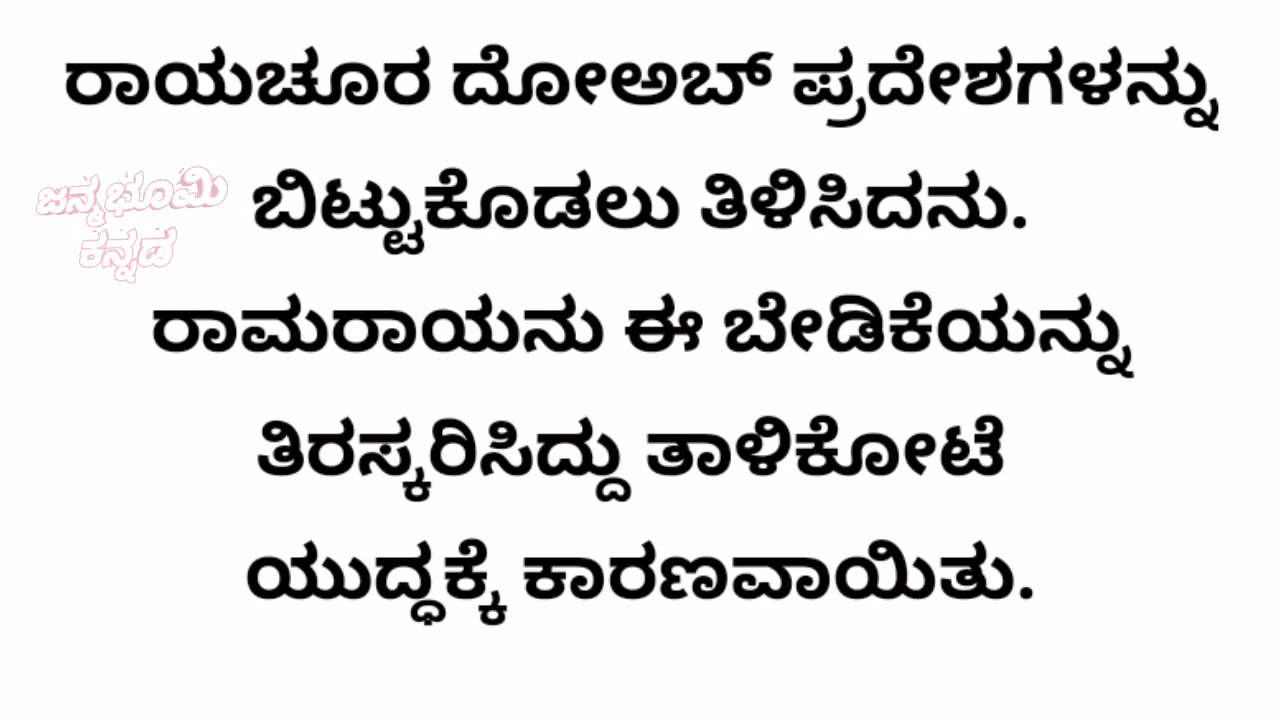 ರಾಯಚೂರ ದೋಅಬ್ ಪ್ರದೇಶಗಳನ್ನು
ಬಿಟ್ಟುಕೊಡಲು ತಿಳಿಸಿದನು.
ಜನ್ಮಭೂಮಿ
ಕನ್ನಡ
ರಾಮರಾಯನು ಈ ಬೇಡಿಕೆಯನ್ನು
ತಿರಸ್ಕರಿಸಿದ್ದು ತಾಳಿಕೋಟೆ
ಯುದ್ಧಕ್ಕೆ ಕಾರಣವಾಯಿತು.